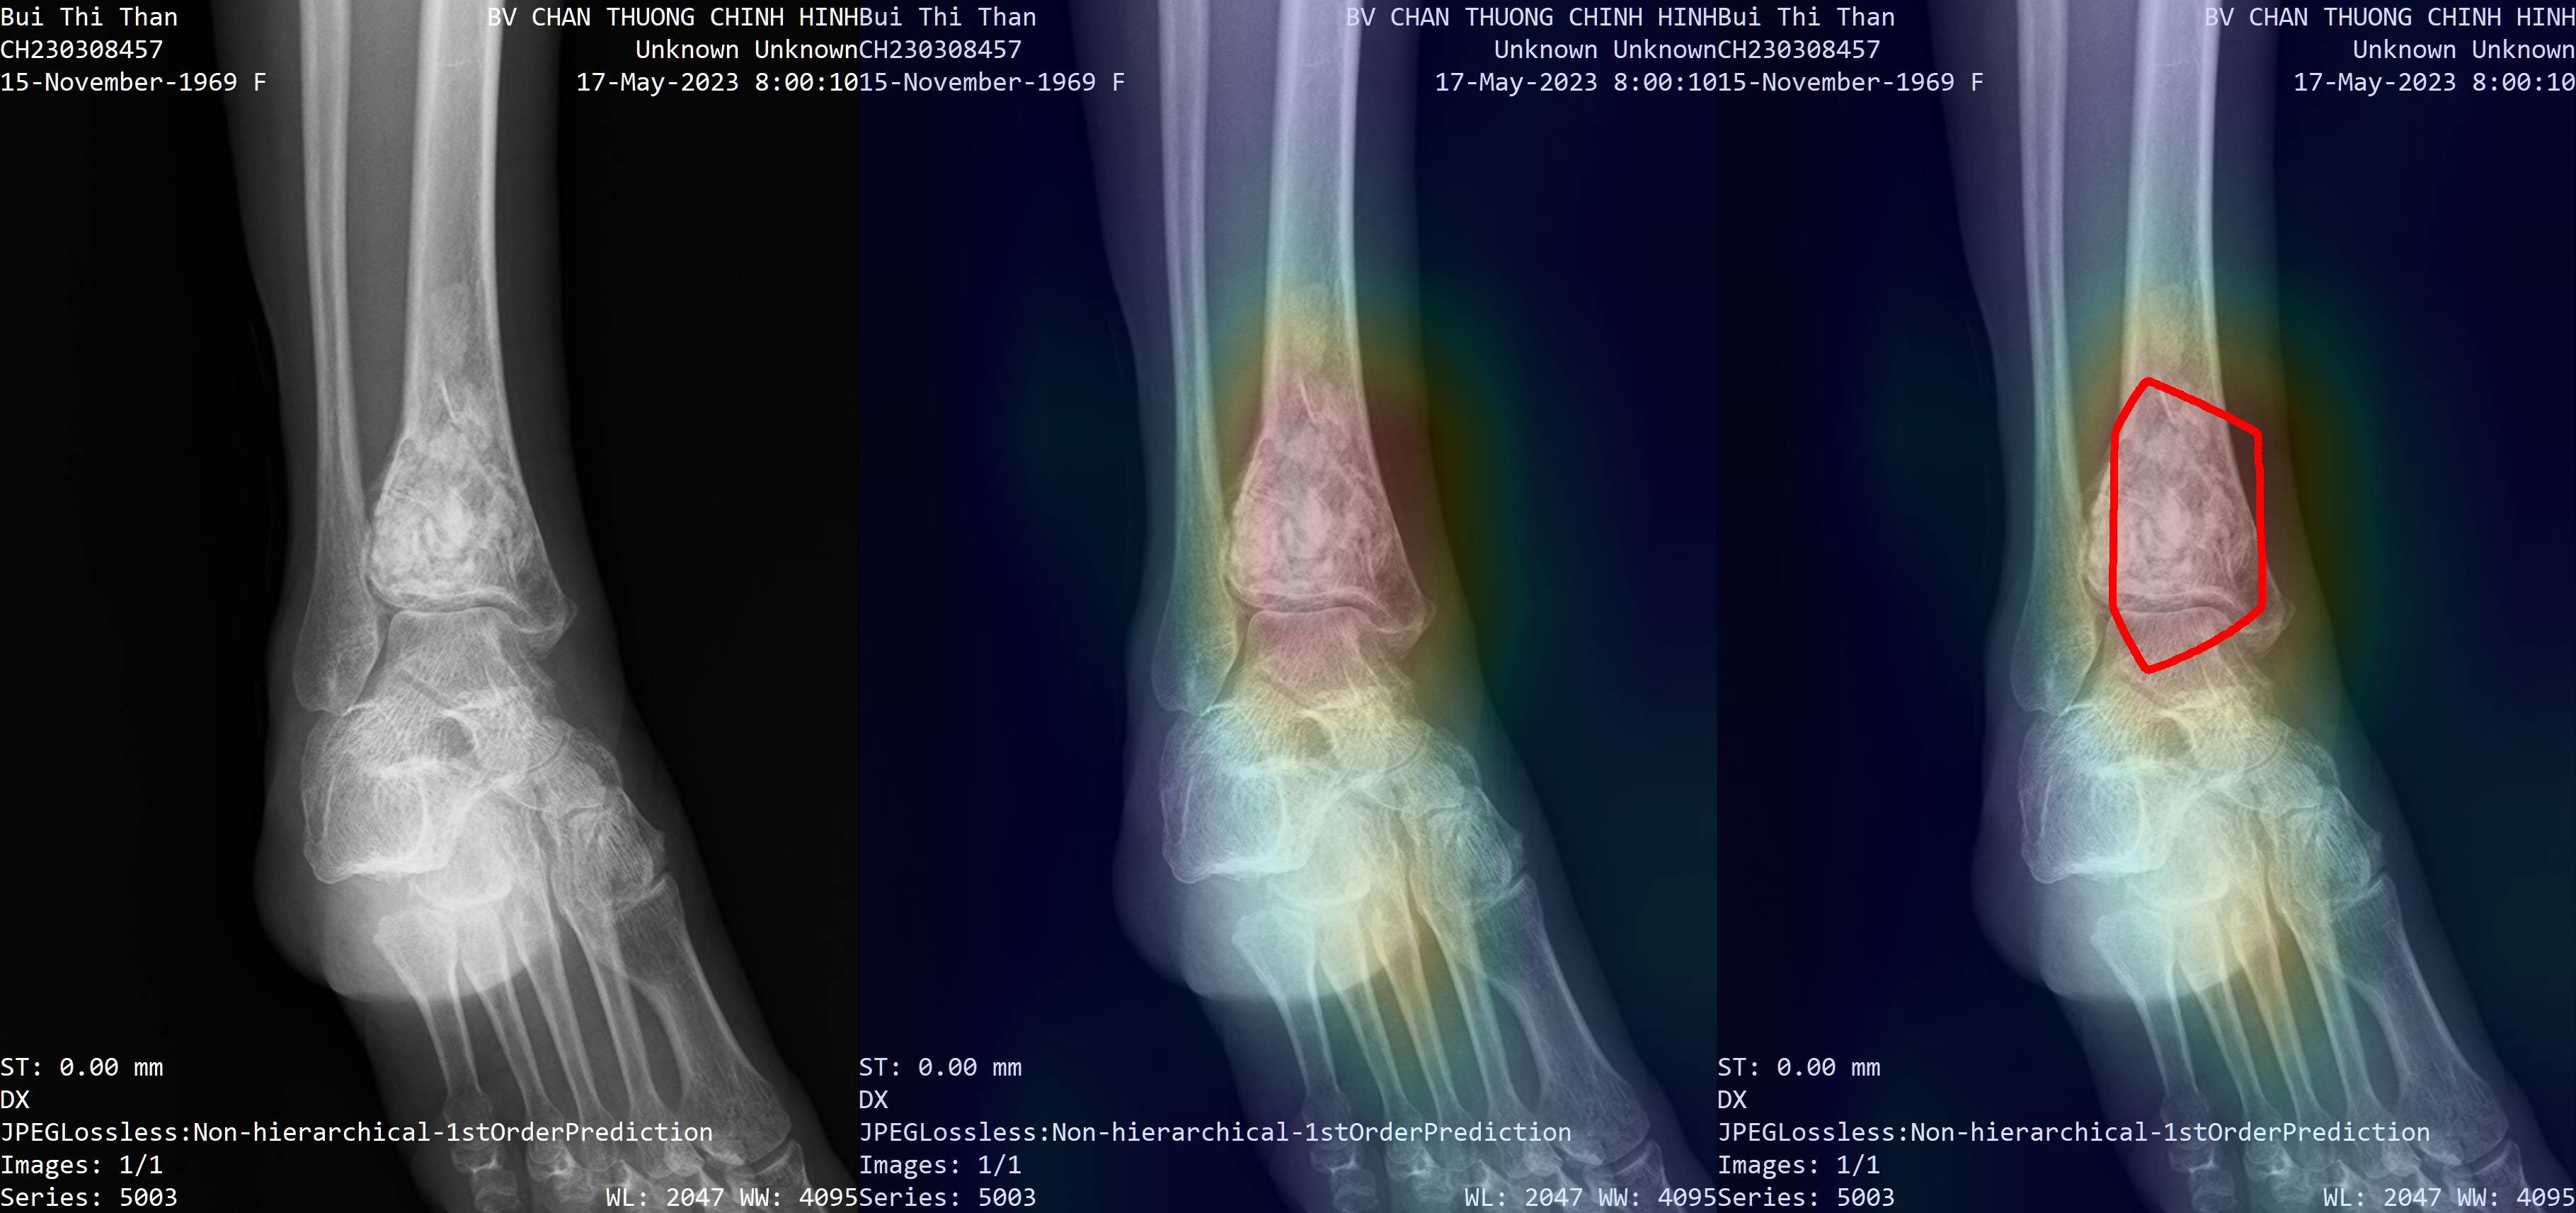 Bui Thi Than
CH230308457
15-November-1969 F
BV CHAN THUONG CHINH HINH
Unknown Unknown
17-May-2023 8:00:10
ST: 0.00 mm
DX
JPEGLossless:Non-hierarchical-1stOrderPrediction
Images: 1/1
Series: 5003
WL: 2047 WW: 4095
Bui Thi Than
CH230308457
15-November-1969 F
BV CHAN THUONG CHINH HINH
Unknown Unknown
17-May-2023 8:00:10
ST: 0.00 mm
DX
JPEGLossless:Non-hierarchical-1stOrderPrediction
Images: 1/1
Series: 5003
WL: 2047 WW: 4095
Bui Thi Than
CH230308457
15-November-1969 F
BV CHAN THUONG CHINH HINH
Unknown Unknown
17-May-2023 8:00:10
ST: 0.00 mm
DX
JPEGLossless:Non-hierarchical-1stOrderPrediction
Images: 1/1
Series: 5003
WL: 2047 WW: 4095